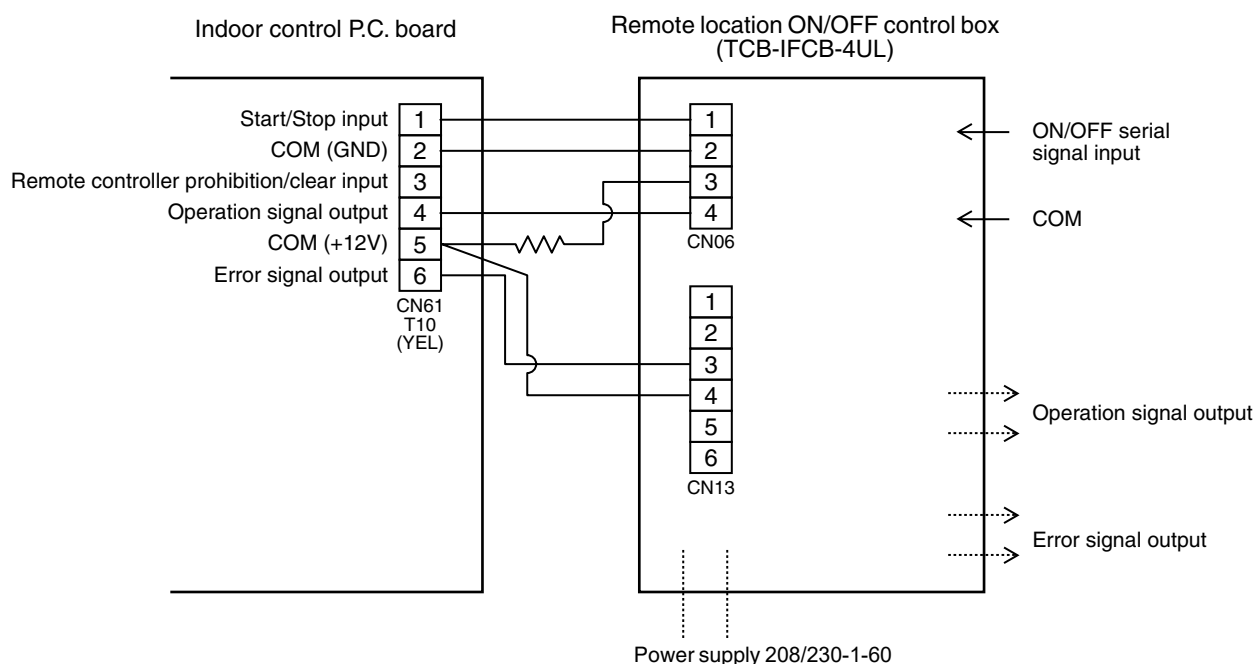 Indoor control P.C. board
Remote location ON/OFF control box
(TCB-IFCB-4UL)
Start/Stop input 1
COM (GND) 2
Remote controller prohibition/clear input 3
Operation signal output 4
COM (+12V) 5
Error signal output 6
CN61
T10
(YEL)
1
2
3
4
CN06
1
2
3
4
5
6
CN13
ON/OFF serial
signal input
COM
Operation signal output
Error signal output
Power supply 208/230-1-60